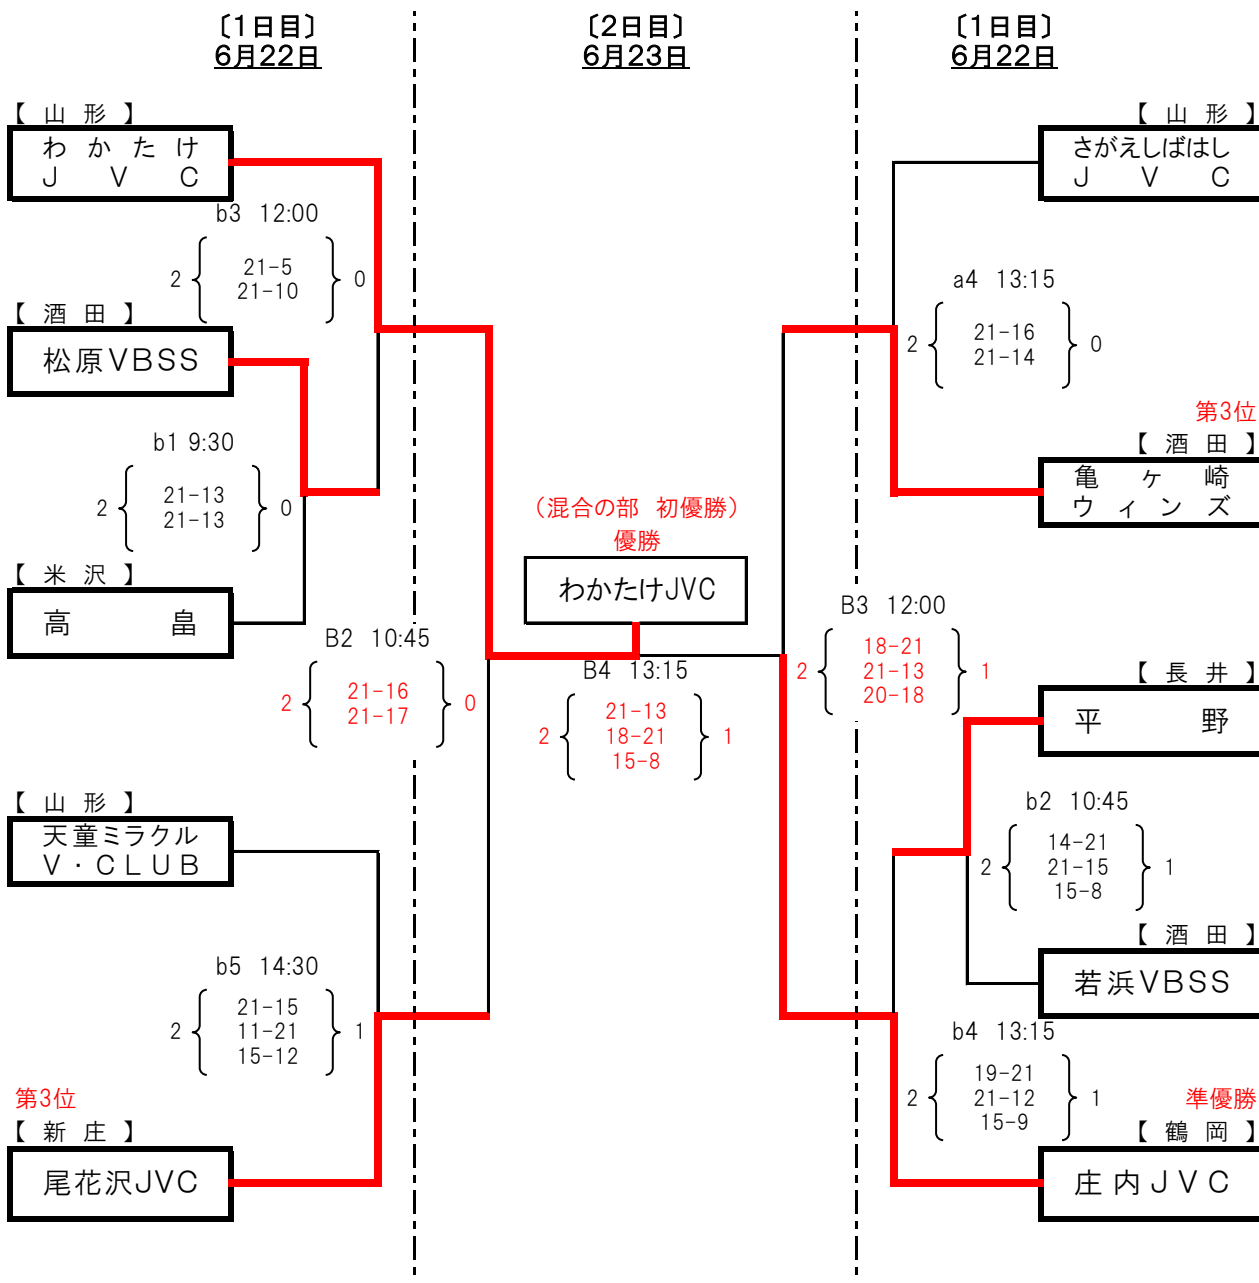 〔1日目〕
6月22日
〔2日目〕
6月23日
〔1日目〕
6月22日
【 山 形 】
わ か た け
J V C
b3 12:00
2 21-5 0
21-10
【 酒 田 】
松原VBSS
b1 9:30
2 21-13 0
21-13
【 米 沢 】
高 畠
B2 10:45
2 21-16 0
21-17
【 山 形 】
天童ミラクル
V・CLUB
b5 14:30
21-15
2 11-21 1
15-12
第3位
【 新 庄 】
尾花沢JVC
(混合の部 初優勝)
優勝
わかたけJVC
B4 13:15
21-13
2 18-21 1
15-8
【 山 形 】
さがえしばはし
J V C
a4 13:15
2 21-16 0
21-14
第3位
【 酒 田 】
亀 ヶ 崎
ウ ィ ン ズ
B3 12:00
18-21
2 21-13 1
20-18
【 長 井 】
平 野
b2 10:45
14-21
2 21-15 1
15-8
【 酒 田 】
若浜VBSS
b4 13:15
19-21
2 21-12 1
15-9
準優勝
【 鶴 岡 】
庄内JVC